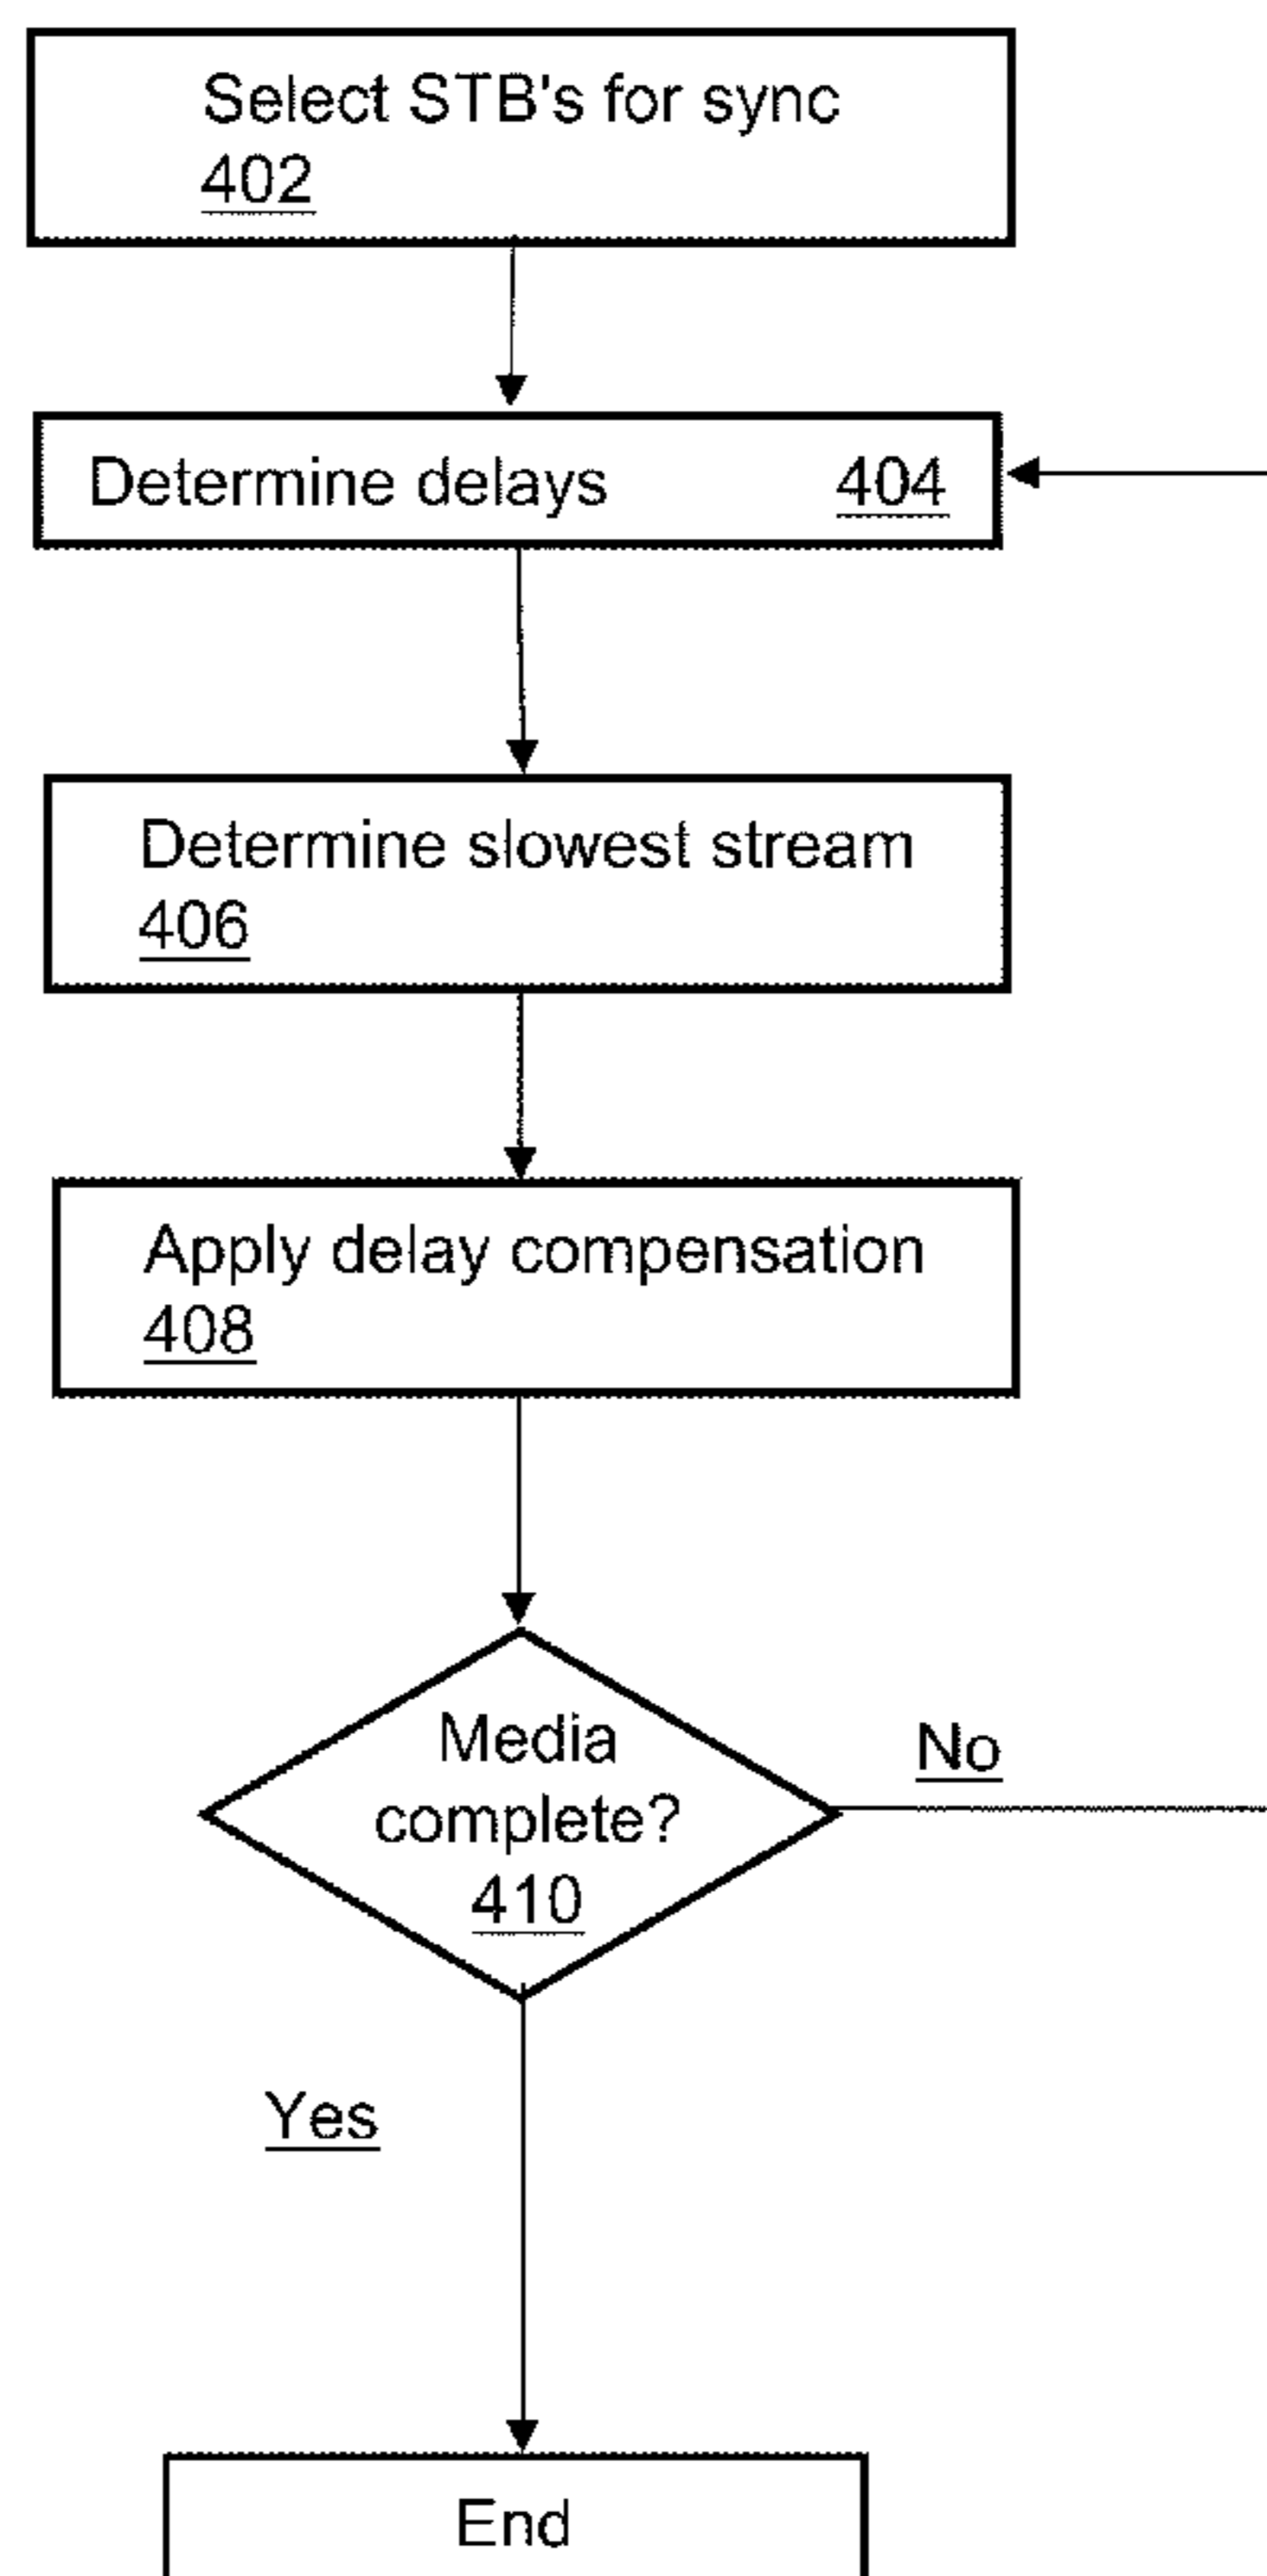 Select STB's for sync
402
Determine delays 404
Determine slowest stream
406
Apply delay compensation
408
Media
complete?
410
No
Yes
End